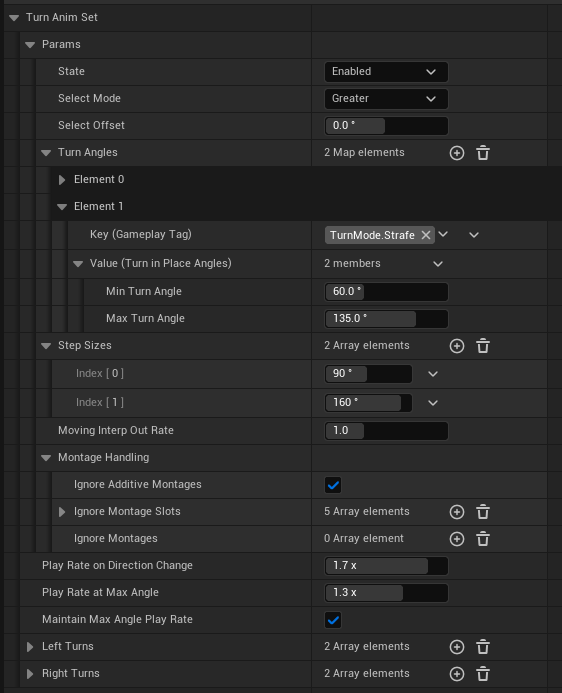 Turn Anim Set
Params
State Enabled
Select Mode Greater
Select Offset 0.0 °
Turn Angles 2 Map elements
Element 0
Element 1
Key (Gameplay Tag) TurnMode.Strafe
Value (Turn in Place Angles) 2 members
Min Turn Angle 60.0 °
Max Turn Angle 135.0 °
Step Sizes 2 Array elements
Index [ 0 ] 90 °
Index [ 1 ] 160 °
Moving Interp Out Rate 1.0
Montage Handling
Ignore Additive Montages
Ignore Montage Slots 5 Array elements
Ignore Montages 0 Array element
Play Rate on Direction Change 1.7 x
Play Rate at Max Angle 1.3 x
Maintain Max Angle Play Rate
Left Turns 2 Array elements
Right Turns 2 Array elements